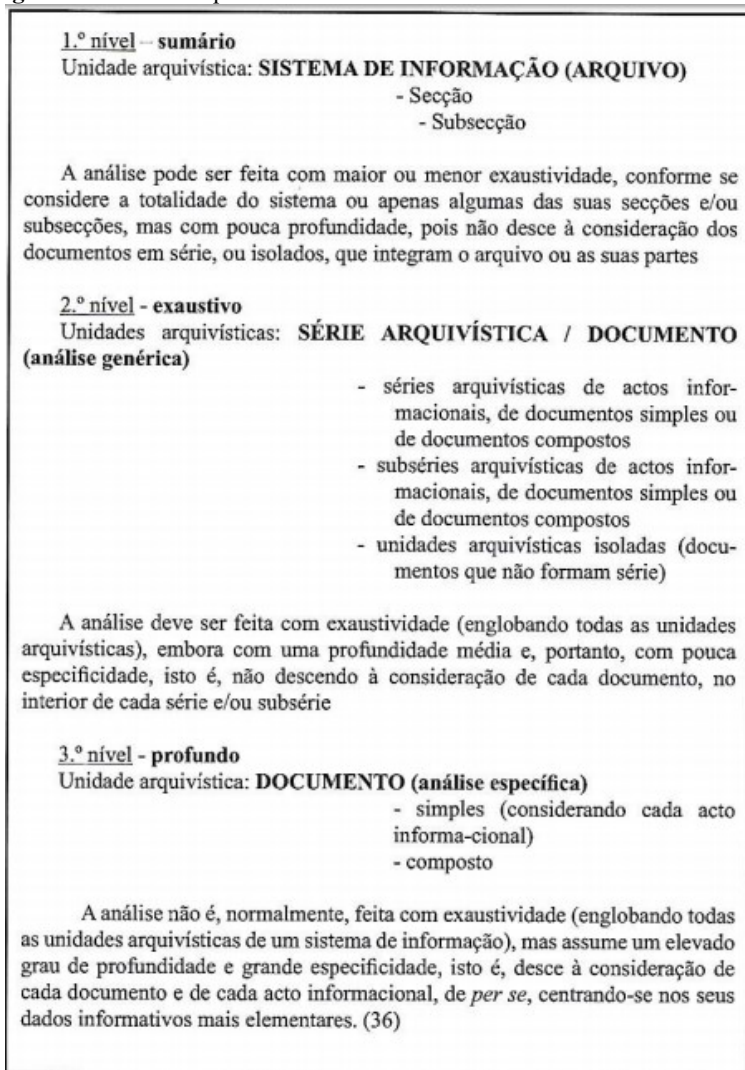 1.º nível – sumário
Unidade arquivística: SISTEMA DE INFORMAÇÃO (ARQUIVO)
- Secção
- Subsecção
A análise pode ser feita com maior ou menor exaustividade, conforme se
considere a totalidade do sistema ou apenas algumas das suas secções e/ou
subsecções, mas com pouca profundidade, pois não desce à consideração dos
documentos em série, ou isolados, que integram o arquivo ou as suas partes
2.º nível - exaustivo
Unidades arquivísticas: SÉRIE ARQUIVÍSTICA / DOCUMENTO
(análise genérica)
- séries arquivísticas de actos infor-
macionais, de documentos simples ou
de documentos compostos
- subséries arquivísticas de actos infor-
macionais, de documentos simples ou
de documentos compostos
- unidades arquivísticas isoladas (docu-
mentos que não formam série)
A análise deve ser feita com exaustividade (englobando todas as unidades
arquivísticas), embora com uma profundidade média e, portanto, com pouca
especificidade, isto é, não descendo à consideração de cada documento, no
interior de cada série e/ou subsérie
3.º nível - profundo
Unidade arquivística: DOCUMENTO (análise específica)
- simples (considerando cada acto
informa-cional)
- composto
A análise não é, normalmente, feita com exaustividade (englobando todas
as unidades arquivísticas de um sistema de informação), mas assume um elevado
grau de profundidade e grande especificidade, isto é, desce à consideração de
cada documento e de cada acto informacional, de per se, centrando-se nos seus
dados informativos mais elementares. (36)